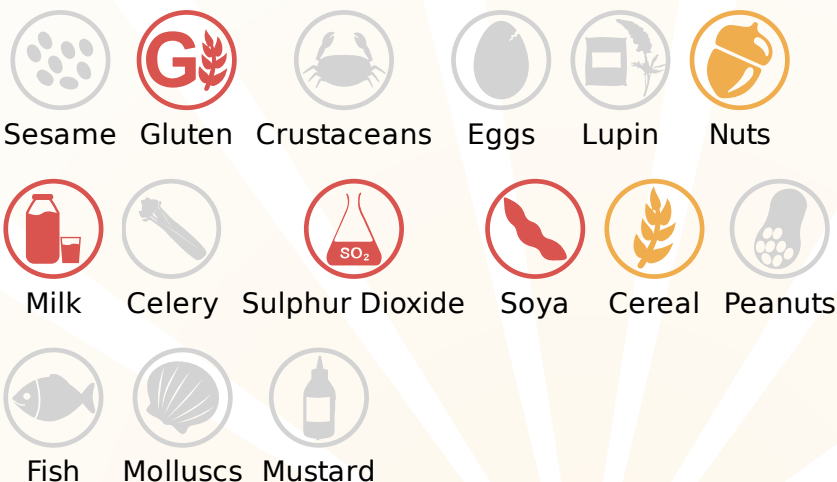 G
Sesame Gluten Crustaceans Eggs Lupin Nuts
SO₂
Milk Celery Sulphur Dioxide Soya Cereal Peanuts
Fish Molluscs Mustard